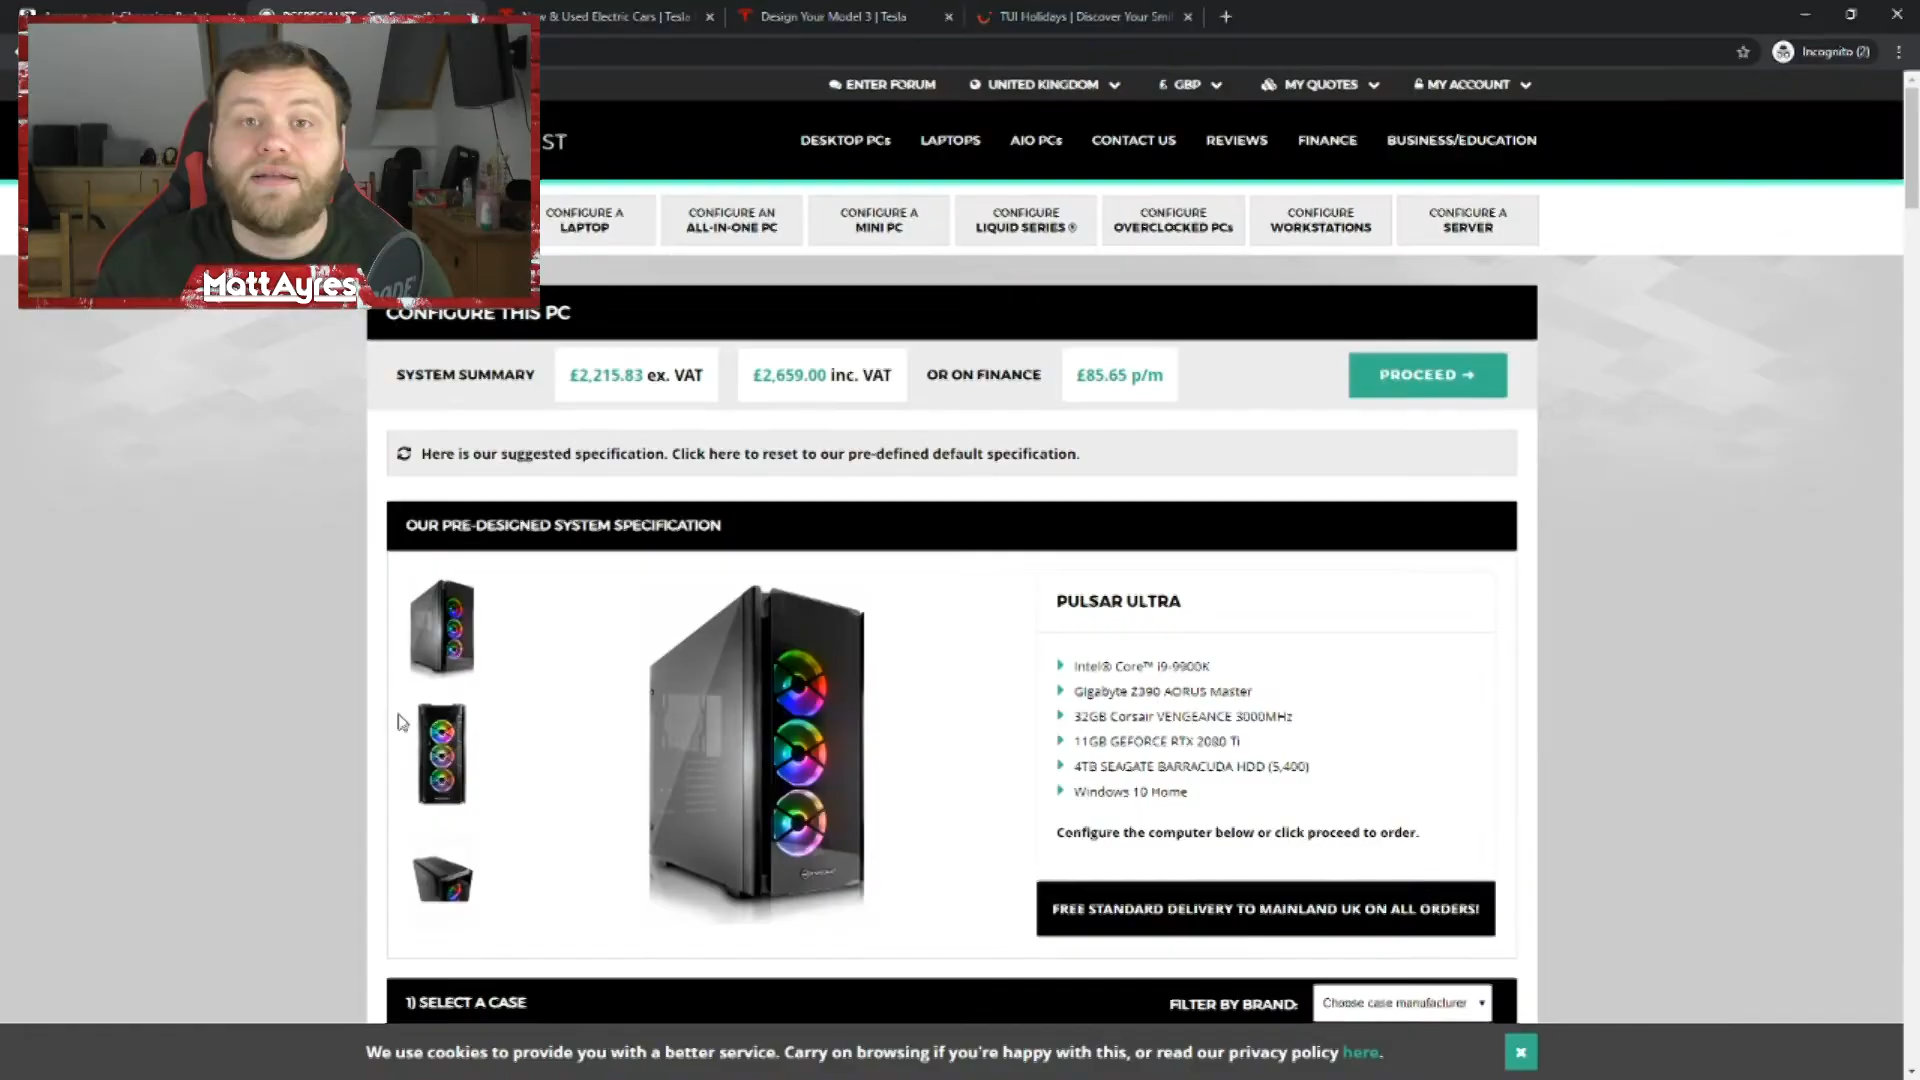 New & Used Electric Cars | Tesla
Design Your Model 3 | Tesla
TUI Holidays | Discover Your Smi
Incognito (2)
ENTER FORUM
UNITED KINGDOM
£ GBP
MY QUOTES
MY ACCOUNT
ST
DESKTOP PCs
LAPTOPS
AIO PCs
CONTACT US
REVIEWS
FINANCE
BUSINESS/EDUCATION
CONFIGURE A
LAPTOP
CONFIGURE AN
ALL-IN-ONE PC
CONFIGURE A
MINI PC
CONFIGURE
LIQUID SERIES ®
CONFIGURE
OVERCLOCKED PCs
CONFIGURE
WORKSTATIONS
CONFIGURE A
SERVER
MattAyres
CONFIGURE THIS PC
SYSTEM SUMMARY
£2,215.83 ex. VAT
£2,659.00 inc. VAT
OR ON FINANCE
£85.65 p/m
PROCEED →
Here is our suggested specification. Click here to reset to our pre-defined default specification.
OUR PRE-DESIGNED SYSTEM SPECIFICATION
PULSAR ULTRA
Intel® Core™ i9-9900K
Gigabyte Z390 AORUS Master
32GB Corsair VENGEANCE 3000MHz
11GB GEFORCE RTX 2080 Ti
4TB SEAGATE BARRACUDA HDD (5,400)
Windows 10 Home
Configure the computer below or click proceed to order.
FREE STANDARD DELIVERY TO MAINLAND UK ON ALL ORDERS!
1) SELECT A CASE
FILTER BY BRAND:
Choose case manufacturer
We use cookies to provide you with a better service. Carry on browsing if you're happy with this, or read our privacy policy here.